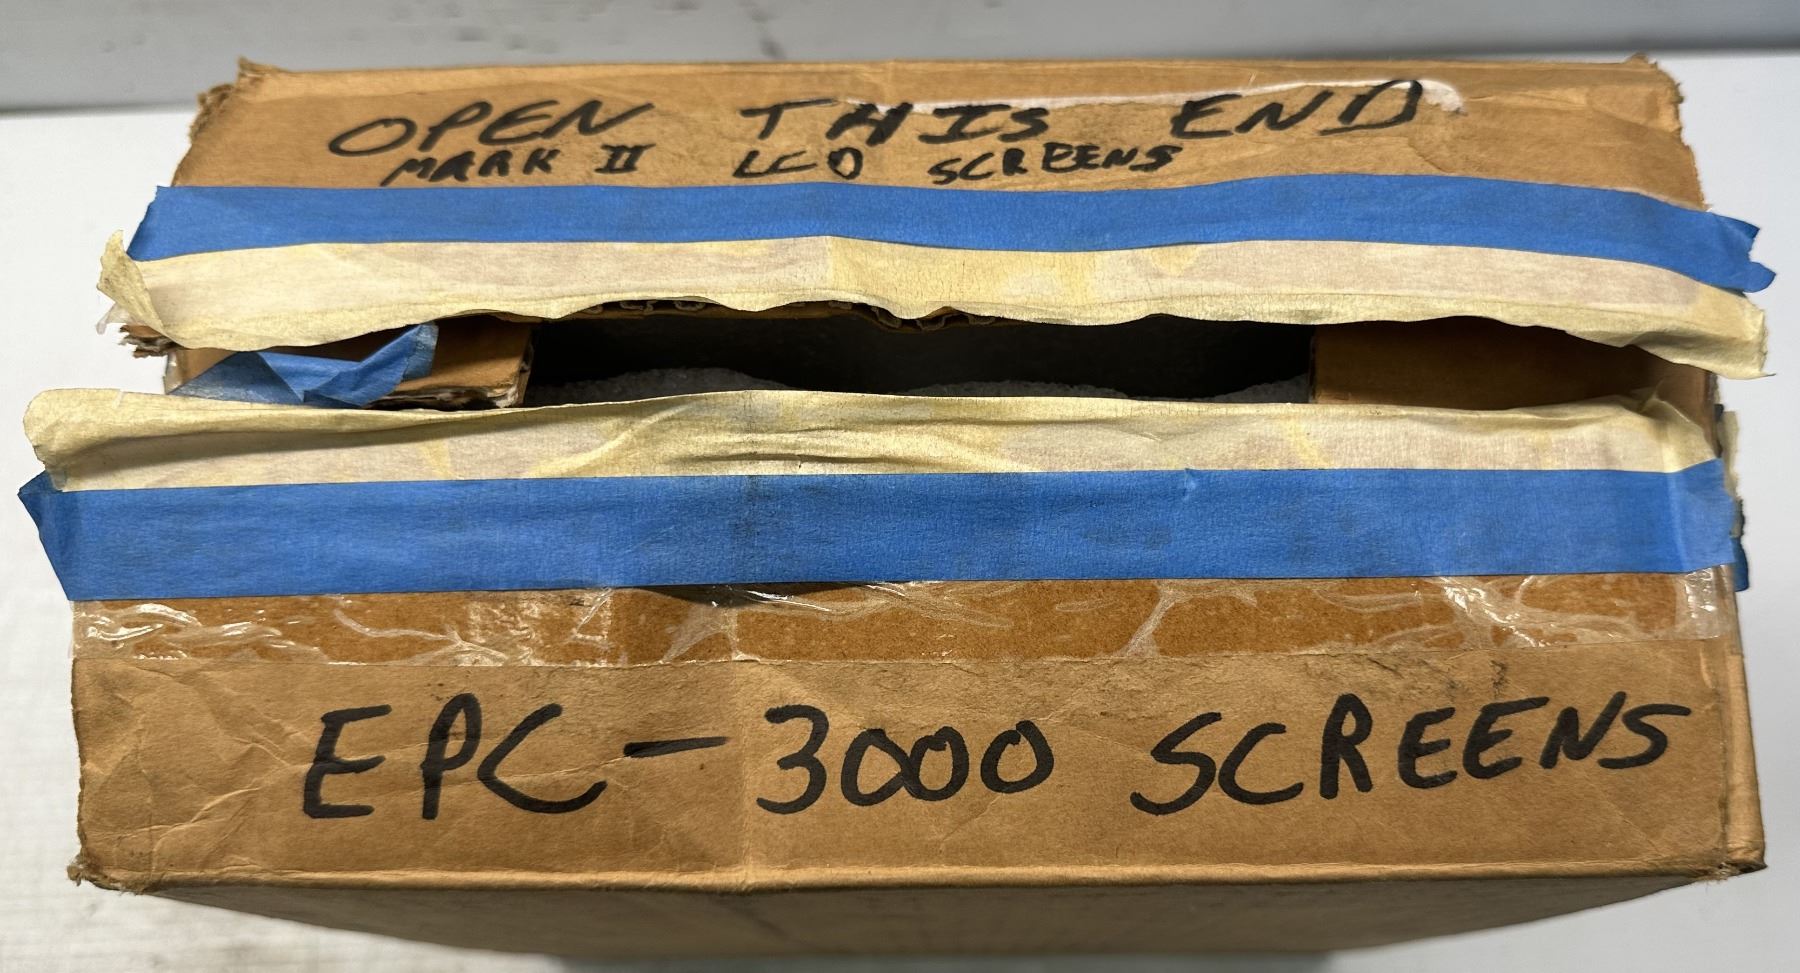 OPEN THIS END
MARK II LCD SCREENS
EPC-3000 SCREENS